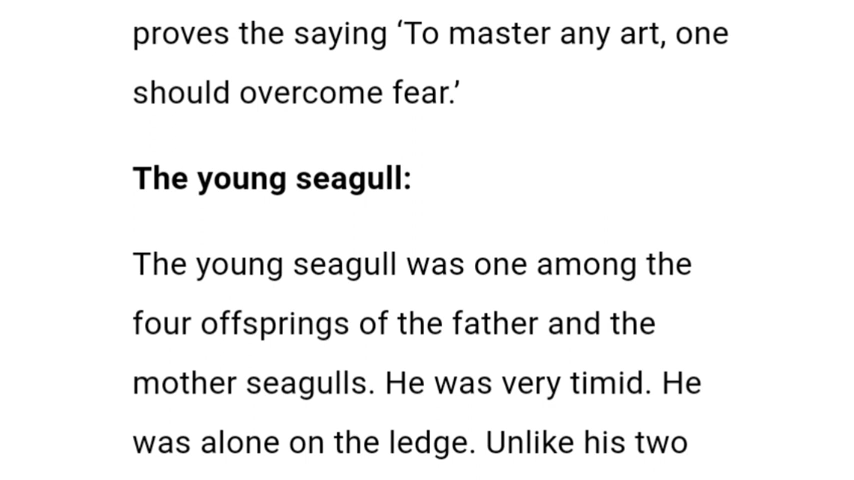 proves the saying ‘To master any art, one
should overcome fear.’
The young seagull:
The young seagull was one among the
four offsprings of the father and the
mother seagulls. He was very timid. He
was alone on the ledge. Unlike his two